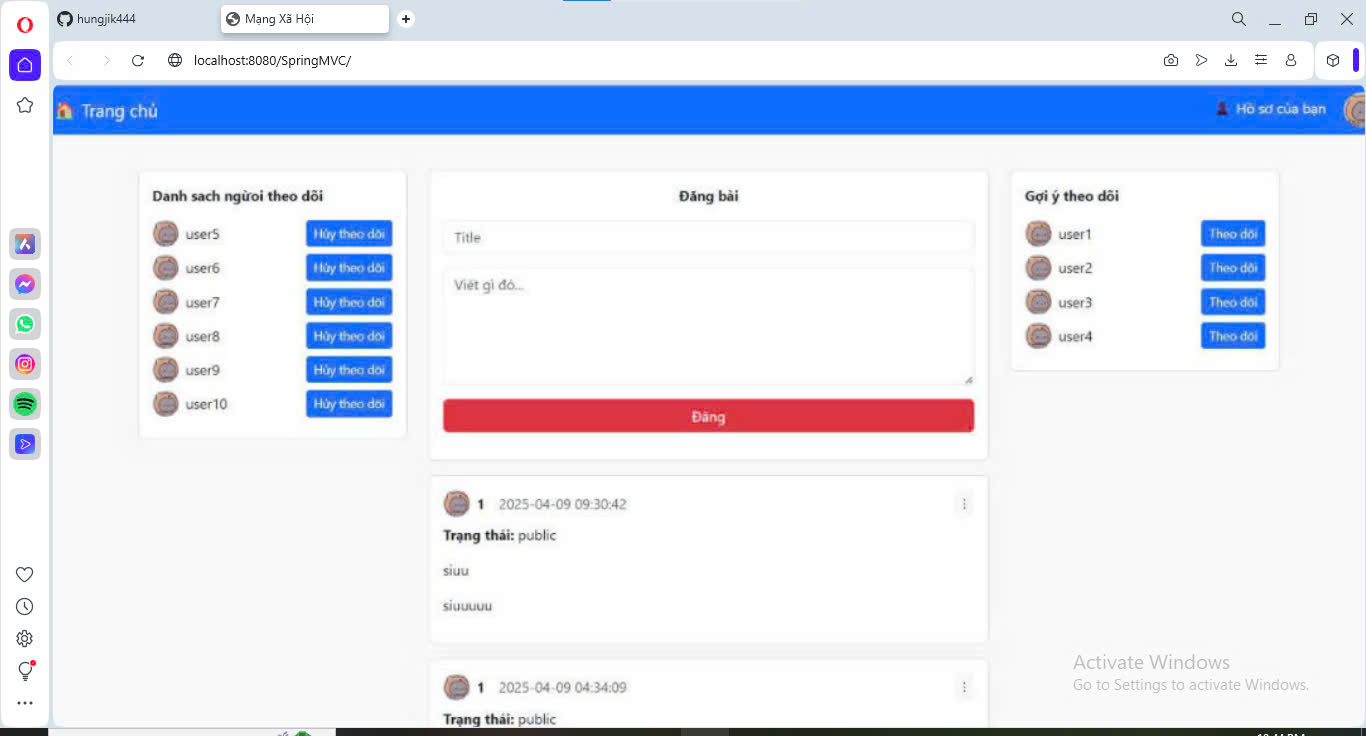 hungjik444
Mạng Xã Hội
localhost:8080/SpringMVC/
Trang chủ
Hồ sơ của bạn
Danh sach ngừoi theo dõi
user5 Hủy theo dõi
user6 Hủy theo dõi
user7 Hủy theo dõi
user8 Hủy theo dõi
user9 Hủy theo dõi
user10 Hủy theo dõi
Đăng bài
Title
Viết gì đó...
Đăng
1 2025-04-09 09:30:42
Trạng thái: public
siuu
siuuuuu
1 2025-04-09 04:34:09
Trạng thái: public
Gợi ý theo dõi
user1 Theo dõi
user2 Theo dõi
user3 Theo dõi
user4 Theo dõi
Activate Windows
Go to Settings to activate Windows.